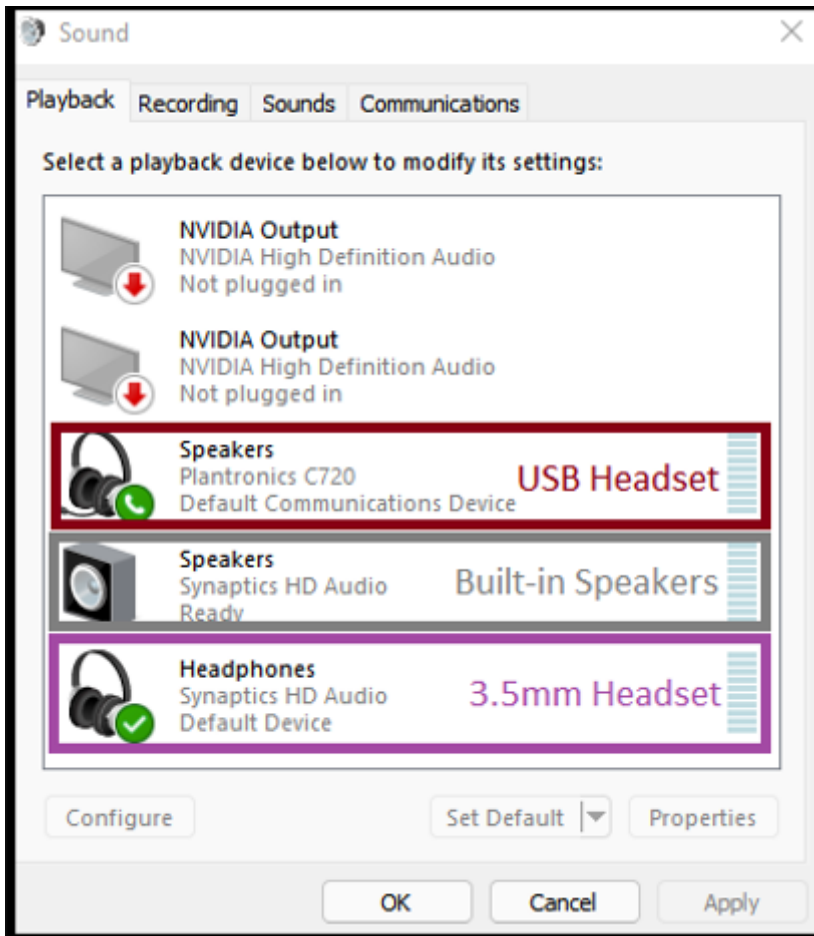 Sound
Playback Recording Sounds Communications
Select a playback device below to modify its settings:
NVIDIA Output
NVIDIA High Definition Audio
Not plugged in
NVIDIA Output
NVIDIA High Definition Audio
Not plugged in
Speakers
Plantronics C720
Default Communications Device
USB Headset
Speakers
Synaptics HD Audio
Ready
Built-in Speakers
Headphones
Synaptics HD Audio
Default Device
3.5mm Headset
Configure Set Default Properties
OK Cancel Apply